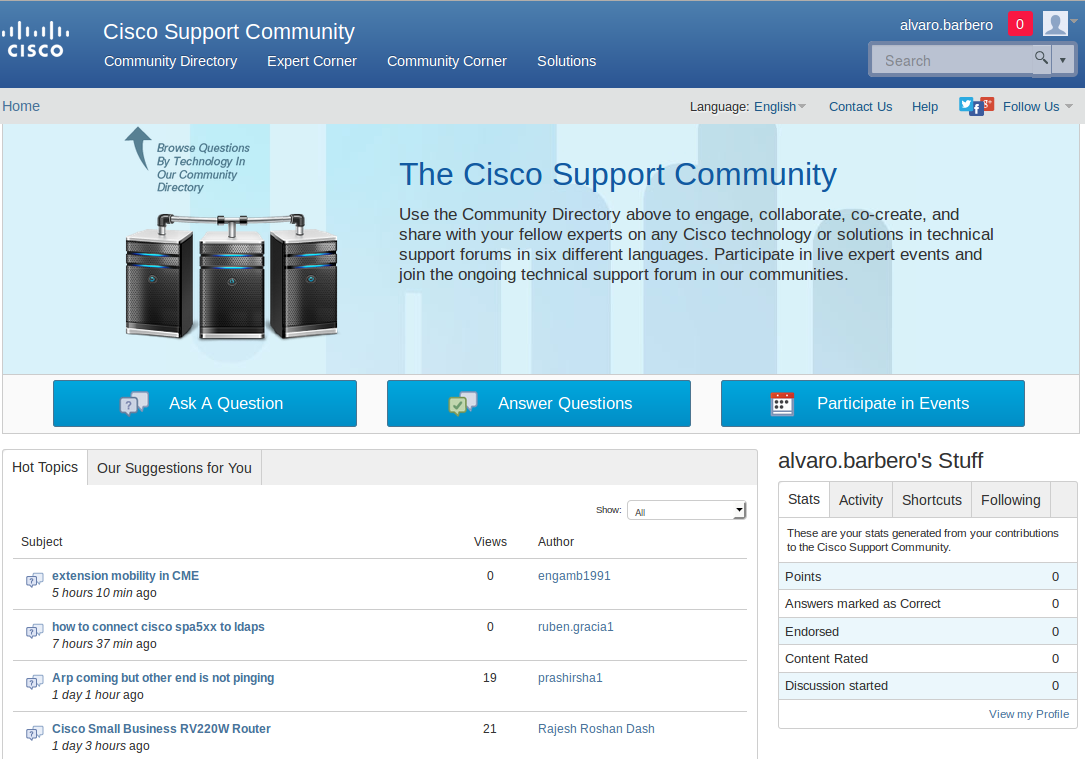 Cisco Support Community
alvaro.barbero 0
CISCO
Community Directory Expert Corner Community Corner Solutions
Search
Home
Language: English Contact Us Help Follow Us
Browse Questions
By Technology In
Our Community
Directory
The Cisco Support Community
Use the Community Directory above to engage, collaborate, co-create, and
share with your fellow experts on any Cisco technology or solutions in technical
support forums in six different languages. Participate in live expert events and
join the ongoing technical support forum in our communities.
Ask A Question
Answer Questions
Participate in Events
Hot Topics Our Suggestions for You
Show: All
Subject Views Author
extension mobility in CME 0 engamb1991
5 hours 10 min ago
how to connect cisco spa5xx to ldaps 0 ruben.gracia1
7 hours 37 min ago
Arp coming but other end is not pinging 19 prashirsha1
1 day 1 hour ago
Cisco Small Business RV220W Router 21 Rajesh Roshan Dash
1 day 3 hours ago
alvaro.barbero's Stuff
Stats Activity Shortcuts Following
These are your stats generated from your contributions
to the Cisco Support Community.
Points 0
Answers marked as Correct 0
Endorsed 0
Content Rated 0
Discussion started 0
View my Profile